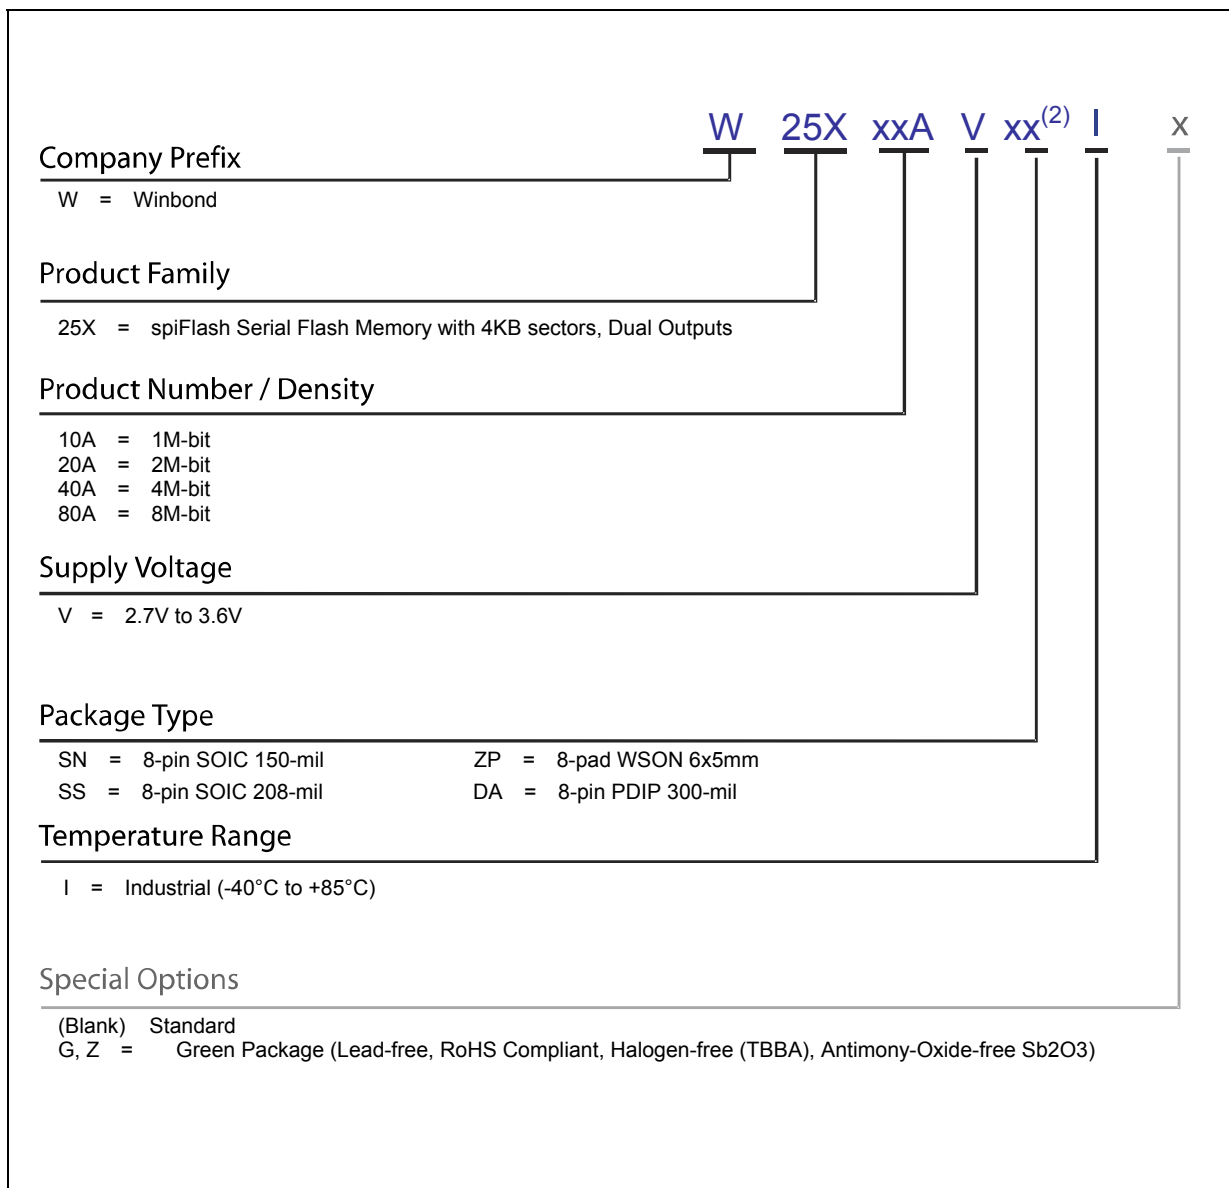 W 25X xxA V xx(2) I x
Company Prefix
W = Winbond
Product Family
25X = spiFlash Serial Flash Memory with 4KB sectors, Dual Outputs
Product Number / Density
10A = 1M-bit
20A = 2M-bit
40A = 4M-bit
80A = 8M-bit
Supply Voltage
V = 2.7V to 3.6V
Package Type
SN = 8-pin SOIC 150-mil ZP = 8-pad WSON 6x5mm
SS = 8-pin SOIC 208-mil DA = 8-pin PDIP 300-mil
Temperature Range
I = Industrial (-40°C to +85°C)
Special Options
(Blank) Standard
G, Z = Green Package (Lead-free, RoHS Compliant, Halogen-free (TBBA), Antimony-Oxide-free Sb2O3)